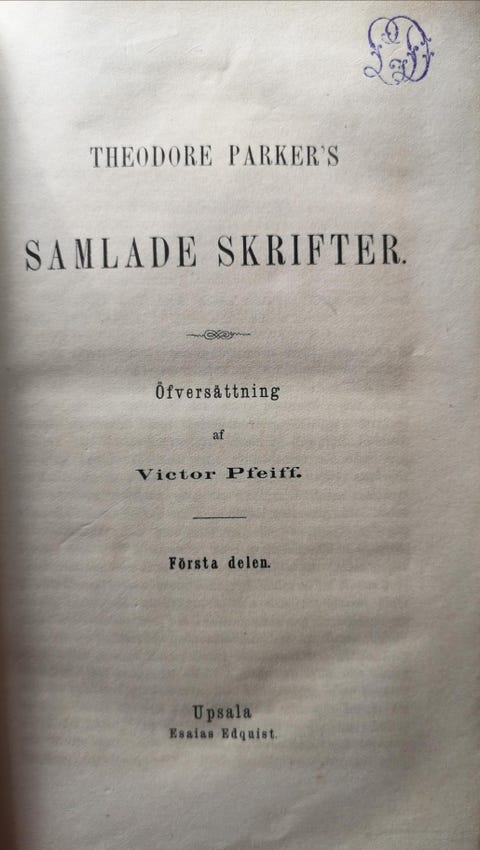 THEODORE PARKER'S
SAMLADE SKRIFTER.
Öfversättning
af
Victor Pfeiff.
Första delen.
Upsala
Esaias Edquist.